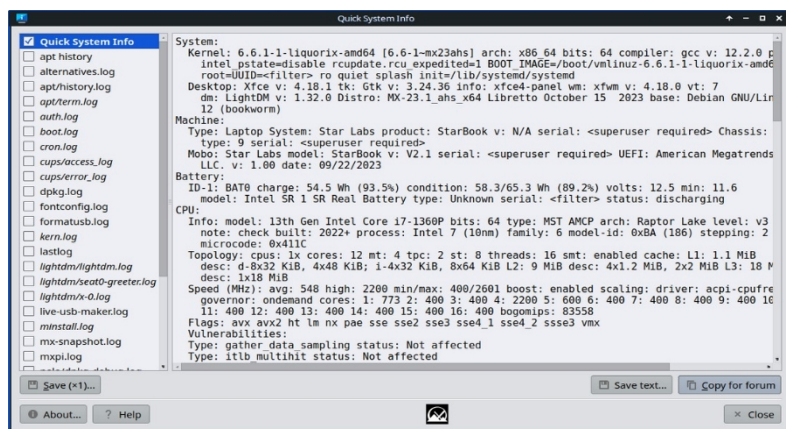 Quick System Info
Quick System Info
apt history
alternatives.log
apt/history.log
apt/term.log
auth.log
boot.log
cron.log
cups/access_log
cups/error_log
dpkg.log
fontconfig.log
formatusb.log
kern.log
lastlog
lightdm/lightdm.log
lightdm/seat0-greeter.log
lightdm/x-0.log
live-usb-maker.log
minstall.log
mx-snapshot.log
mxpi.log
System:
Kernel: 6.6.1-1-liquorix-amd64 [6.6-1~mx23ahs] arch: x86_64 bits: 64 compiler: gcc v: 12.2.0 p
intel_pstate=disable rcupdate.rcu_expedited=1 BOOT_IMAGE=/boot/vmlinuz-6.6.1-1-liquorix-amd6
root=UUID=<filter> ro quiet splash init=/lib/systemd/systemd
Desktop: Xfce v: 4.18.1 tk: Gtk v: 3.24.36 info: xfce4-panel wm: xfwm v: 4.18.0 vt: 7
dm: LightDM v: 1.32.0 Distro: MX-23.1_ahs_x64 Libretto October 15  2023 base: Debian GNU/Lin
12 (bookworm)
Machine:
Type: Laptop System: Star Labs product: StarBook v: N/A serial: <superuser required> Chassis:
type: 9 serial: <superuser required>
Mobo: Star Labs model: StarBook v: V2.1 serial: <superuser required> UEFI: American Megatrends
LLC. v: 1.00 date: 09/22/2023
Battery:
ID-1: BAT0 charge: 54.5 Wh (93.5%) condition: 58.3/65.3 Wh (89.2%) volts: 12.5 min: 11.6
model: Intel SR 1 SR Real Battery type: Unknown serial: <filter> status: discharging
CPU:
Info: model: 13th Gen Intel Core i7-1360P bits: 64 type: MST AMCP arch: Raptor Lake level: v3
note: check built: 2022+ process: Intel 7 (10nm) family: 6 model-id: 0xBA (186) stepping: 2
microcode: 0x411C
Topology: cpus: 1x cores: 12 mt: 4 tpc: 2 st: 8 threads: 16 smt: enabled cache: L1: 1.1 MiB
desc: d-8x32 KiB, 4x48 KiB; i-4x32 KiB, 8x64 KiB L2: 9 MiB desc: 4x1.2 MiB, 2x2 MiB L3: 18 M
desc: 1x18 MiB
Speed (MHz): avg: 548 high: 2200 min/max: 400/2601 boost: enabled scaling: driver: acpi-cpufre
governor: ondemand cores: 1: 773 2: 400 3: 400 4: 2200 5: 600 6: 400 7: 400 8: 400 9: 400 10
11: 400 12: 400 13: 400 14: 400 15: 400 16: 400 bogomips: 83558
Flags: avx avx2 ht lm nx pae sse sse2 sse3 sse4_1 sse4_2 ssse3 vmx
Vulnerabilities:
Type: gather_data_sampling status: Not affected
Type: itlb_multihit status: Not affected
Save (×1)...
Save text...
Copy for forum
About...
? Help
× Close